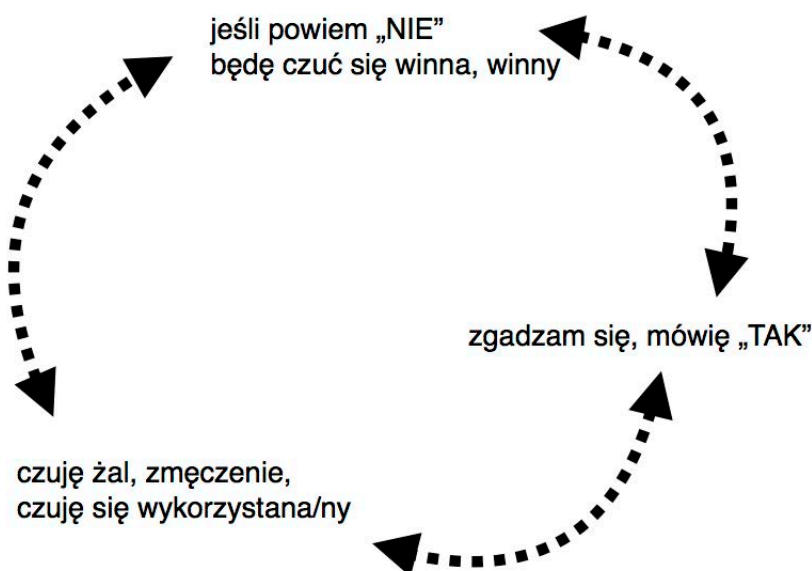 jeśli powiem „NIE”
będę czuć się winna, winny
zgadzam się, mówię „TAK”
czuję żal, zmęczenie,
czuję się wykorzystana/ny